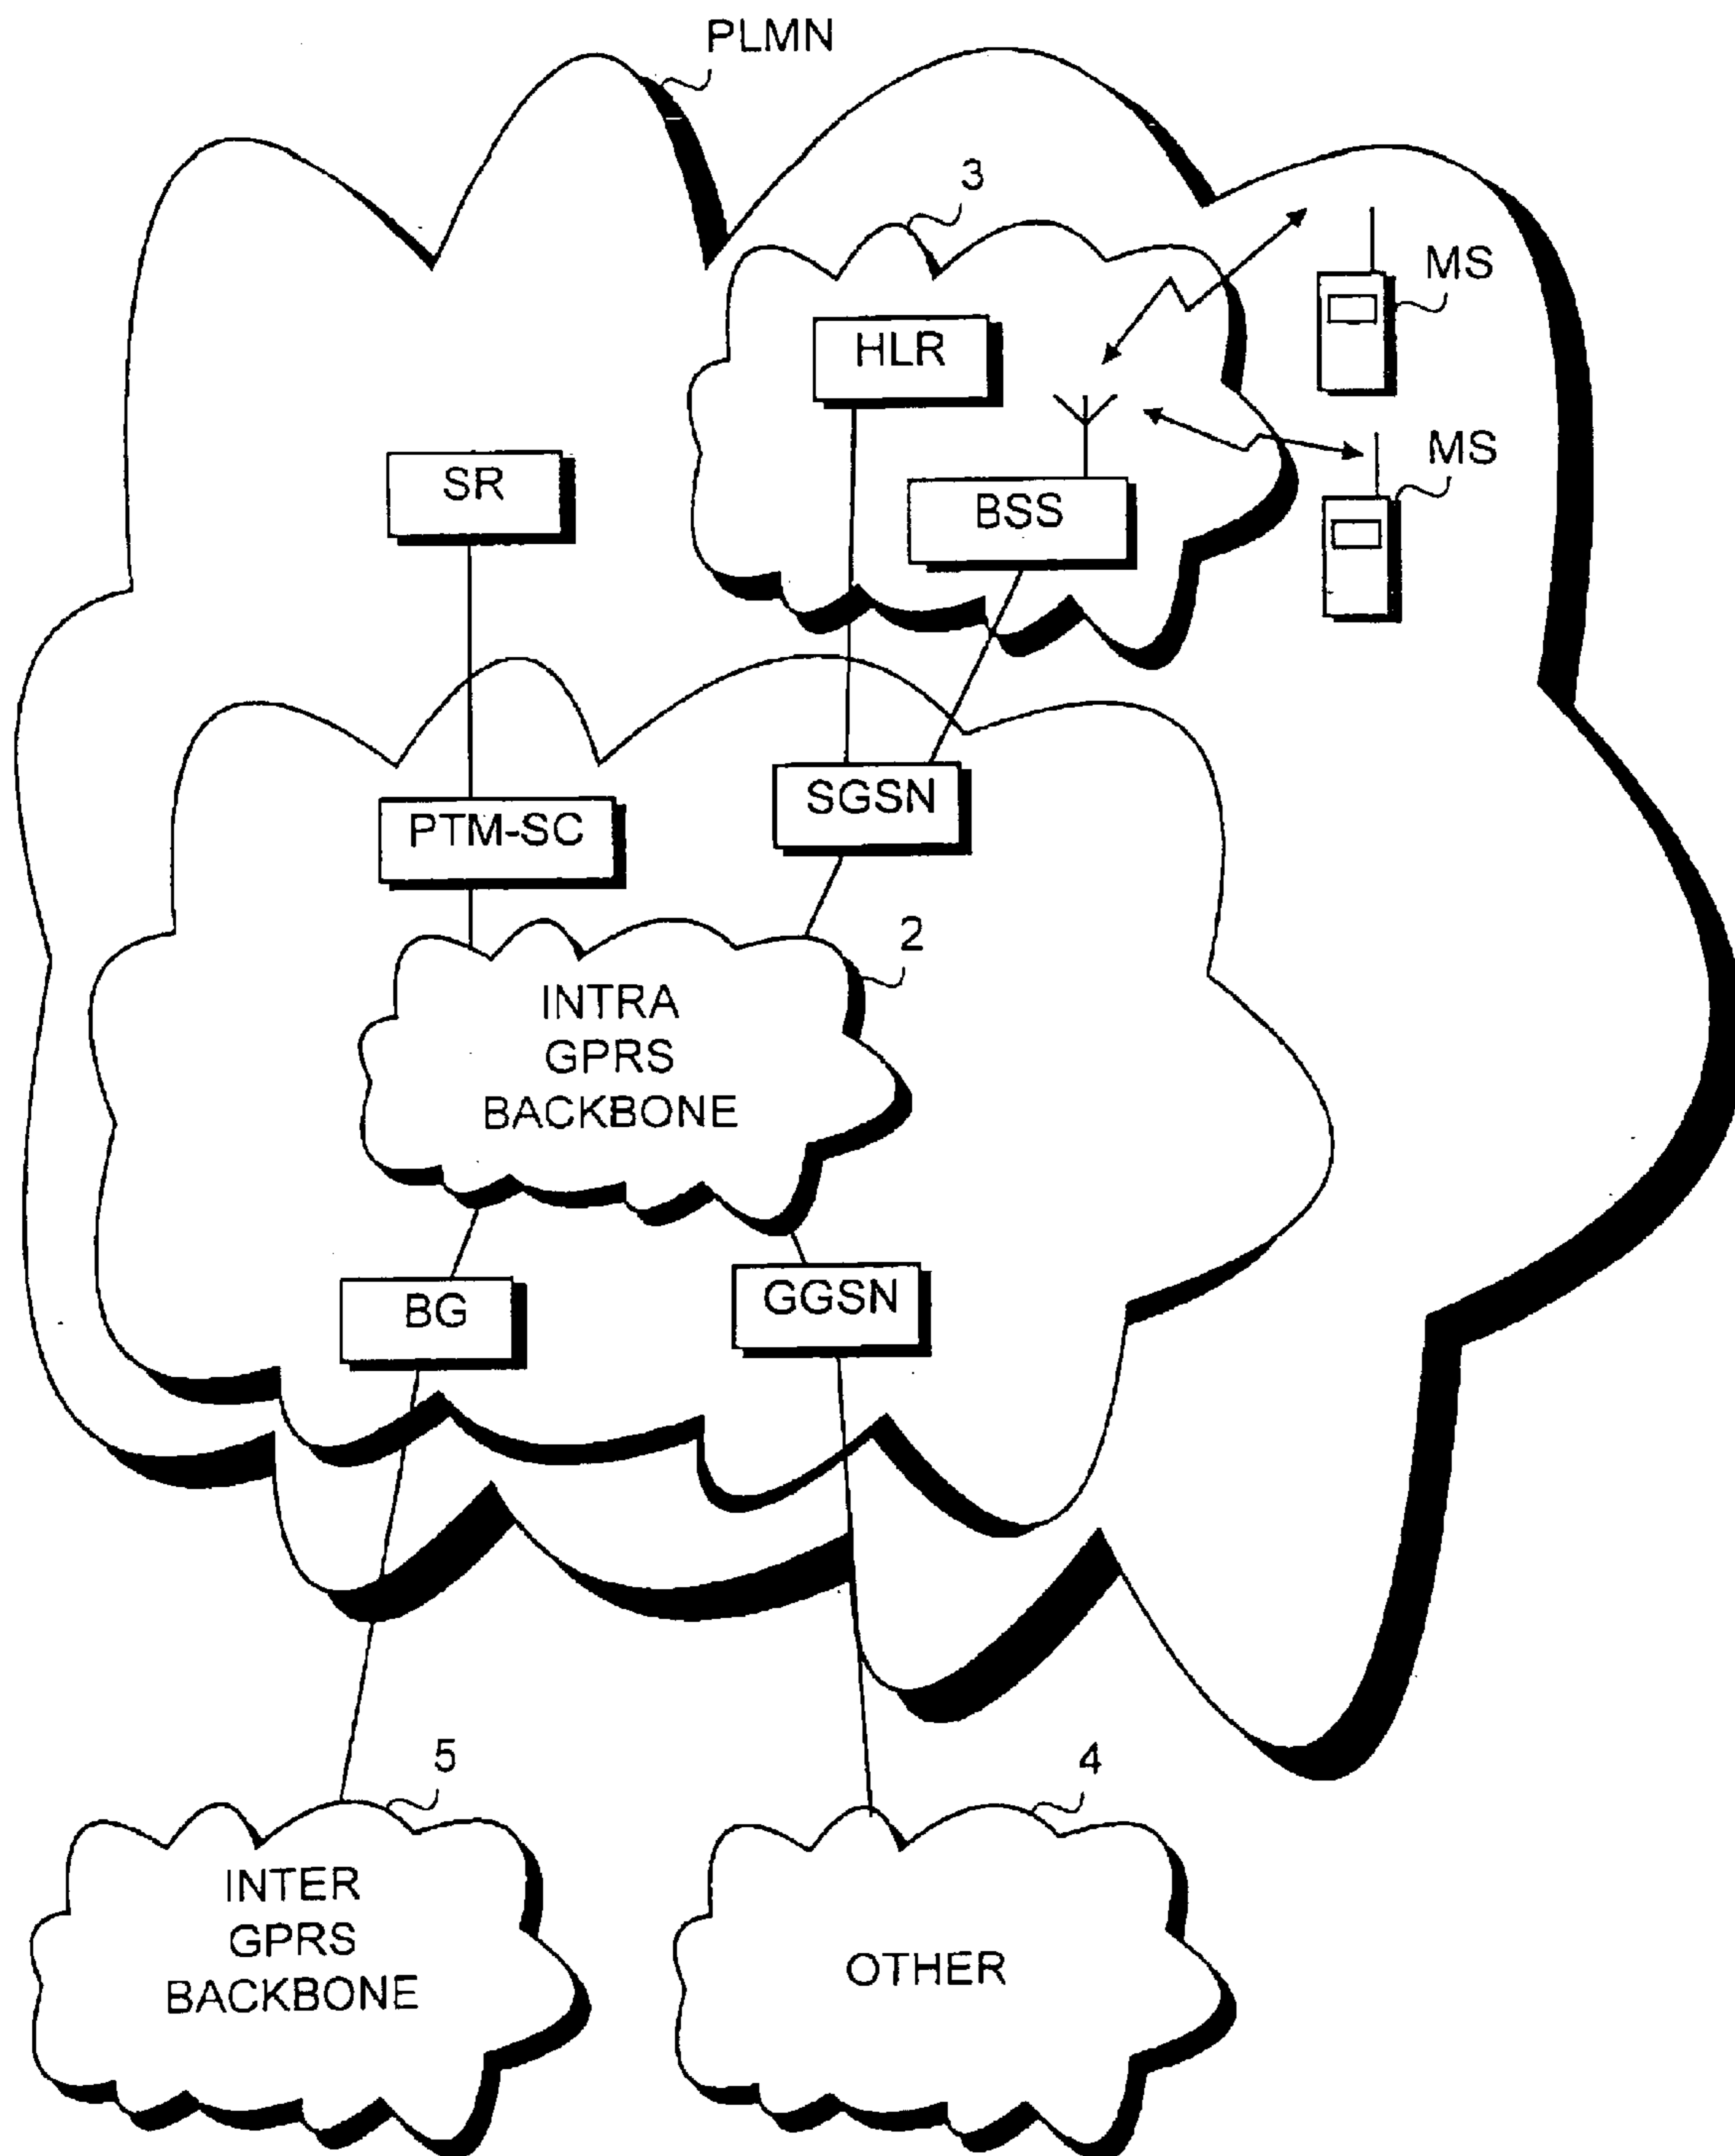 PLMN
3
MS
HLR
MS
SR
BSS
SGSN
PTM-SC
2
INTRA
GPRS
BACKBONE
BG
GGSN
5
4
INTER
GPRS
BACKBONE
OTHER